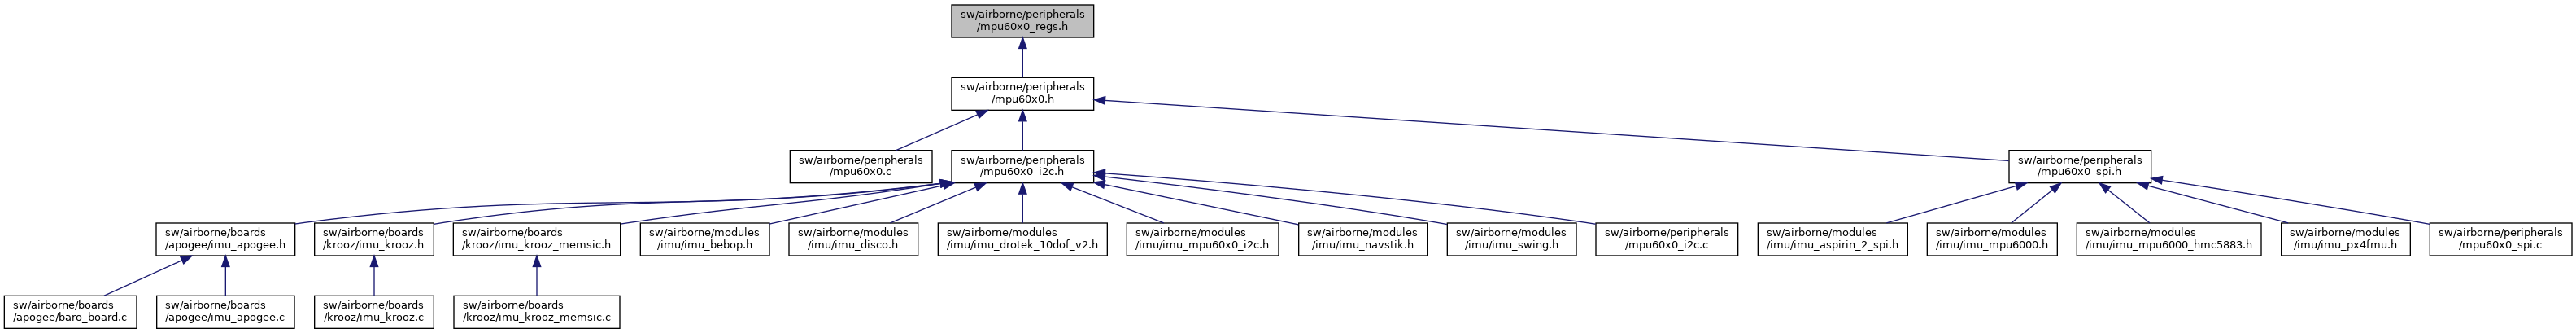 sw/airborne/peripherals
/mpu60x0_regs.h
sw/airborne/peripherals
/mpu60x0.h
sw/airborne/peripherals
/mpu60x0.c
sw/airborne/peripherals
/mpu60x0_i2c.h
sw/airborne/peripherals
/mpu60x0_spi.h
sw/airborne/boards
/apogee/imu_apogee.h
sw/airborne/boards
/krooz/imu_krooz.h
sw/airborne/boards
/krooz/imu_krooz_memsic.h
sw/airborne/modules
/imu/imu_bebop.h
sw/airborne/modules
/imu/imu_disco.h
sw/airborne/modules
/imu/imu_drotek_10dof_v2.h
sw/airborne/modules
/imu/imu_mpu60x0_i2c.h
sw/airborne/modules
/imu/imu_navstik.h
sw/airborne/modules
/imu/imu_swing.h
sw/airborne/peripherals
/mpu60x0_i2c.c
sw/airborne/modules
/imu/imu_aspirin_2_spi.h
sw/airborne/modules
/imu/imu_mpu6000.h
sw/airborne/modules
/imu/imu_mpu6000_hmc5883.h
sw/airborne/modules
/imu/imu_px4fmu.h
sw/airborne/peripherals
/mpu60x0_spi.c
sw/airborne/boards
/apogee/baro_board.c
sw/airborne/boards
/apogee/imu_apogee.c
sw/airborne/boards
/krooz/imu_krooz.c
sw/airborne/boards
/krooz/imu_krooz_memsic.c